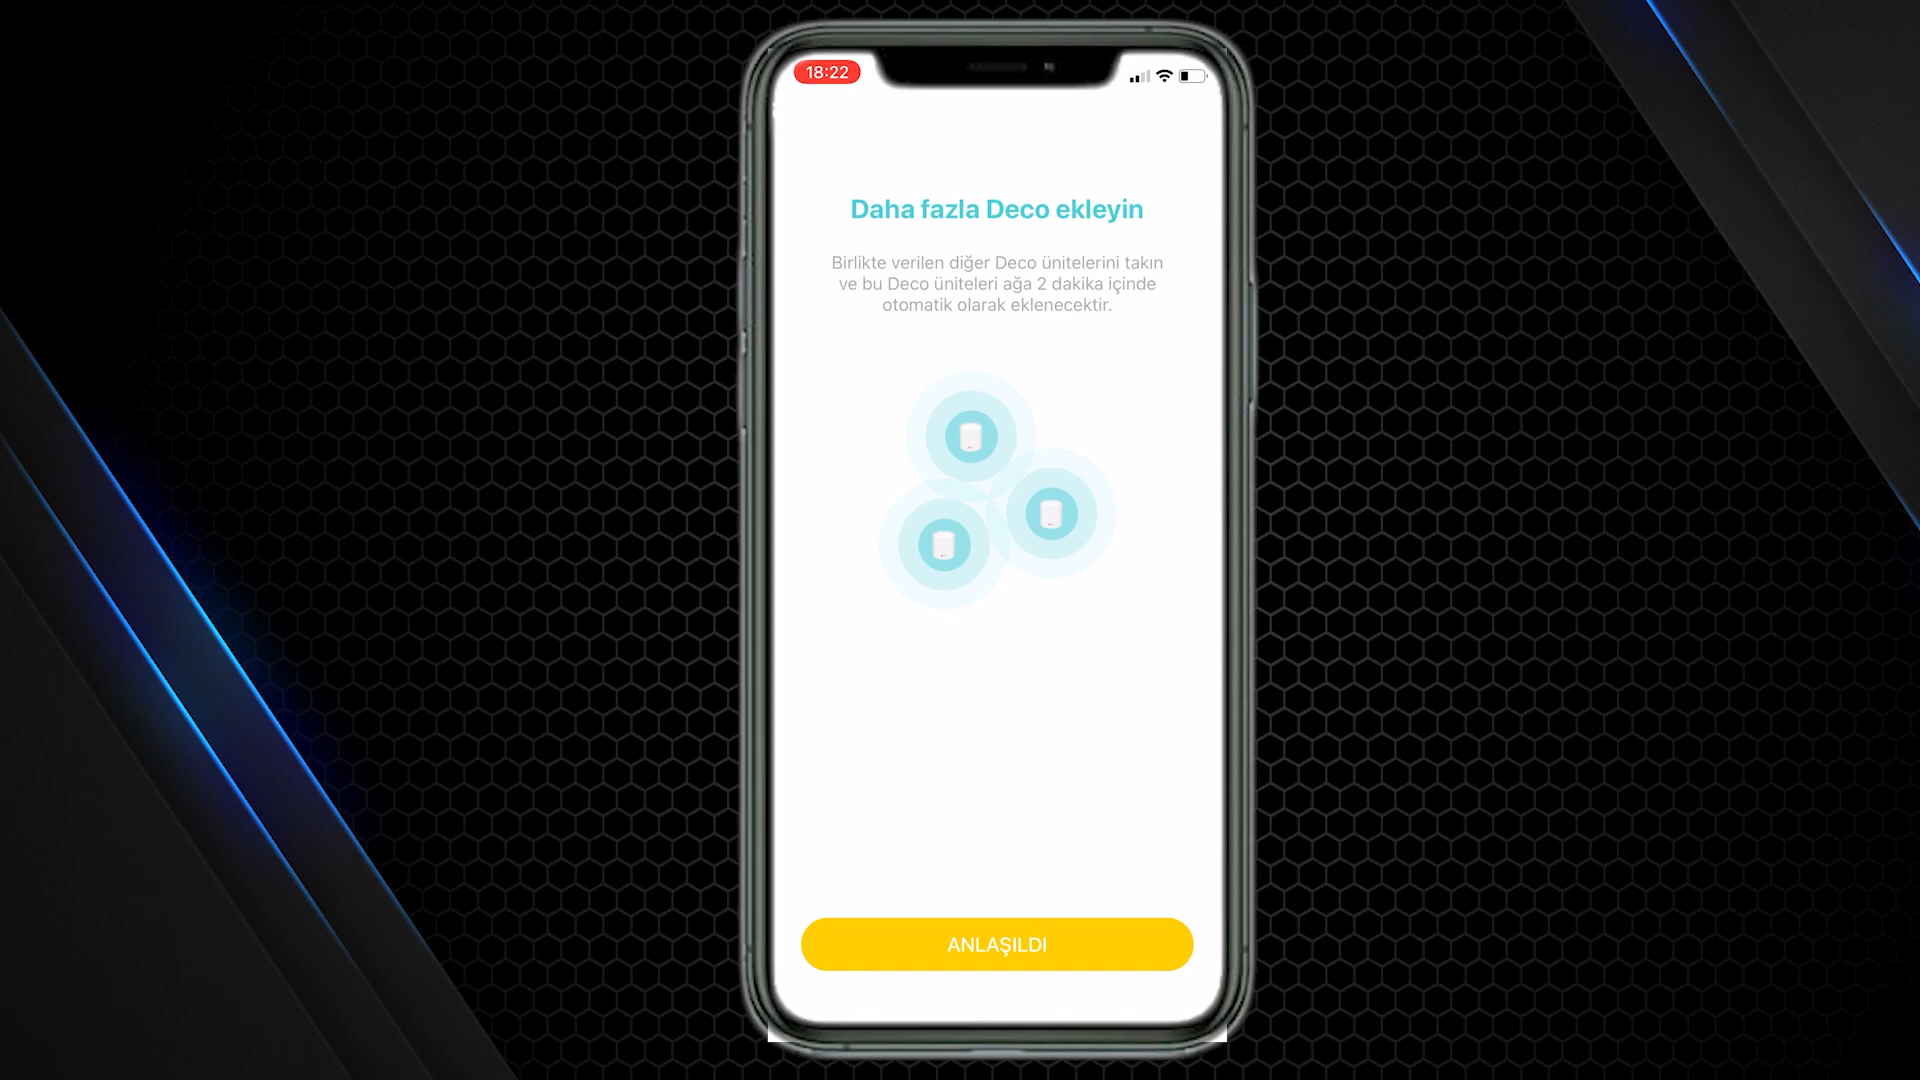 18:22
Daha fazla Deco ekleyin
Birlikte verilen diğer Deco ünitelerini takın
ve bu Deco üniteleri ağa 2 dakika içinde
otomatik olarak eklenecektir.
ANLAŞILDI